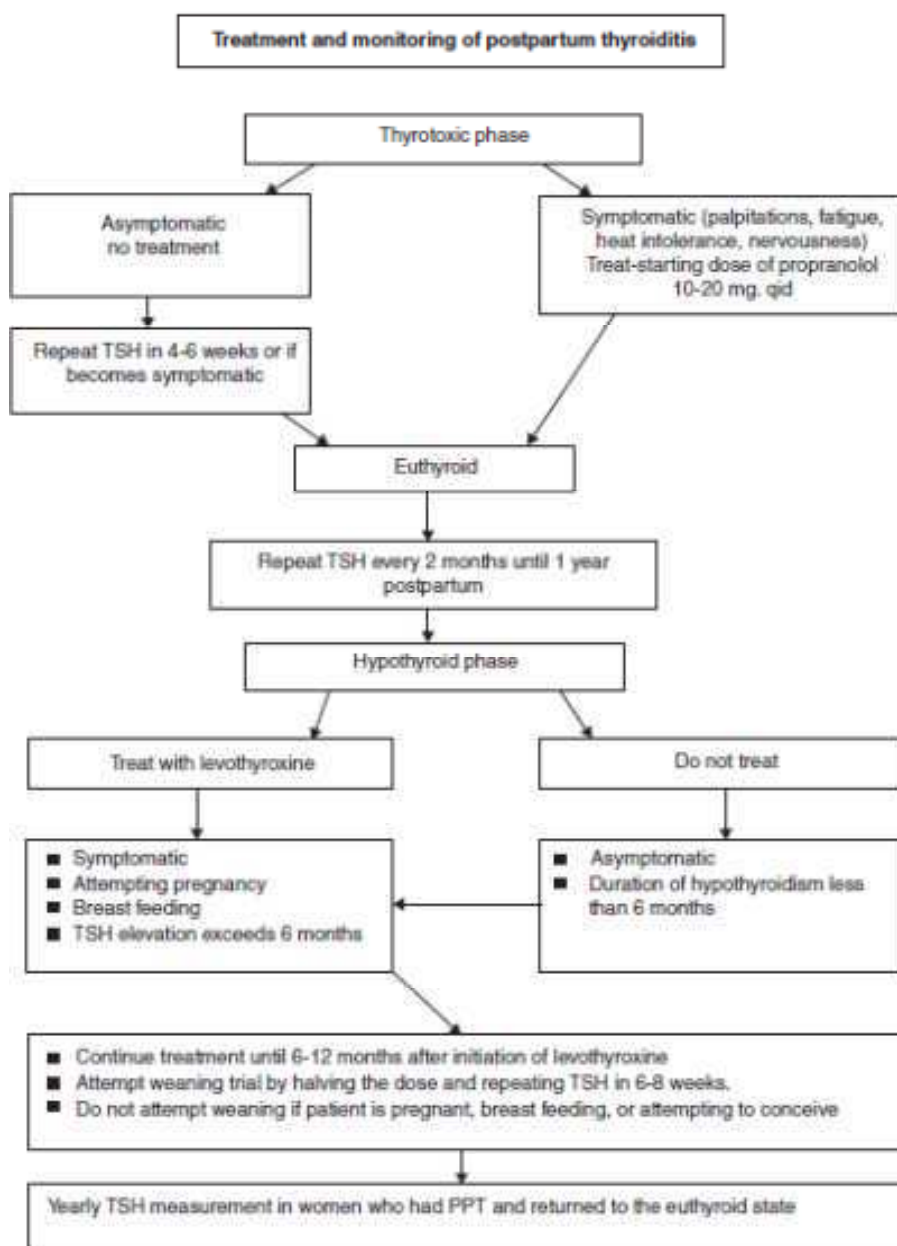 Treatment and monitoring of postpartum thyroiditis
Thyrotoxic phase
Asymptomatic
no treatment
Symptomatic (palpitations, fatigue,
heat intolerance, nervousness)
Treat-starting dose of propranolol
10-20 mg, qid
Repeat TSH in 4-6 weeks or if
becomes symptomatic
Euthyroid
Repeat TSH every 2 months until 1 year
postpartum
Hypothyroid phase
Treat with levothyroxine
Do not treat
■ Symptomatic
■ Attempting pregnancy
■ Breast feeding
■ TSH elevation exceeds 6 months
■ Asymptomatic
■ Duration of hypothyroidism less
than 6 months
■ Continue treatment until 6-12 months after initiation of levothyroxine
■ Attempt weaning trial by halving the dose and repeating TSH in 6-8 weeks.
■ Do not attempt weaning if patient is pregnant, breast feeding, or attempting to conceive
Yearly TSH measurement in women who had PPT and returned to the euthyroid state